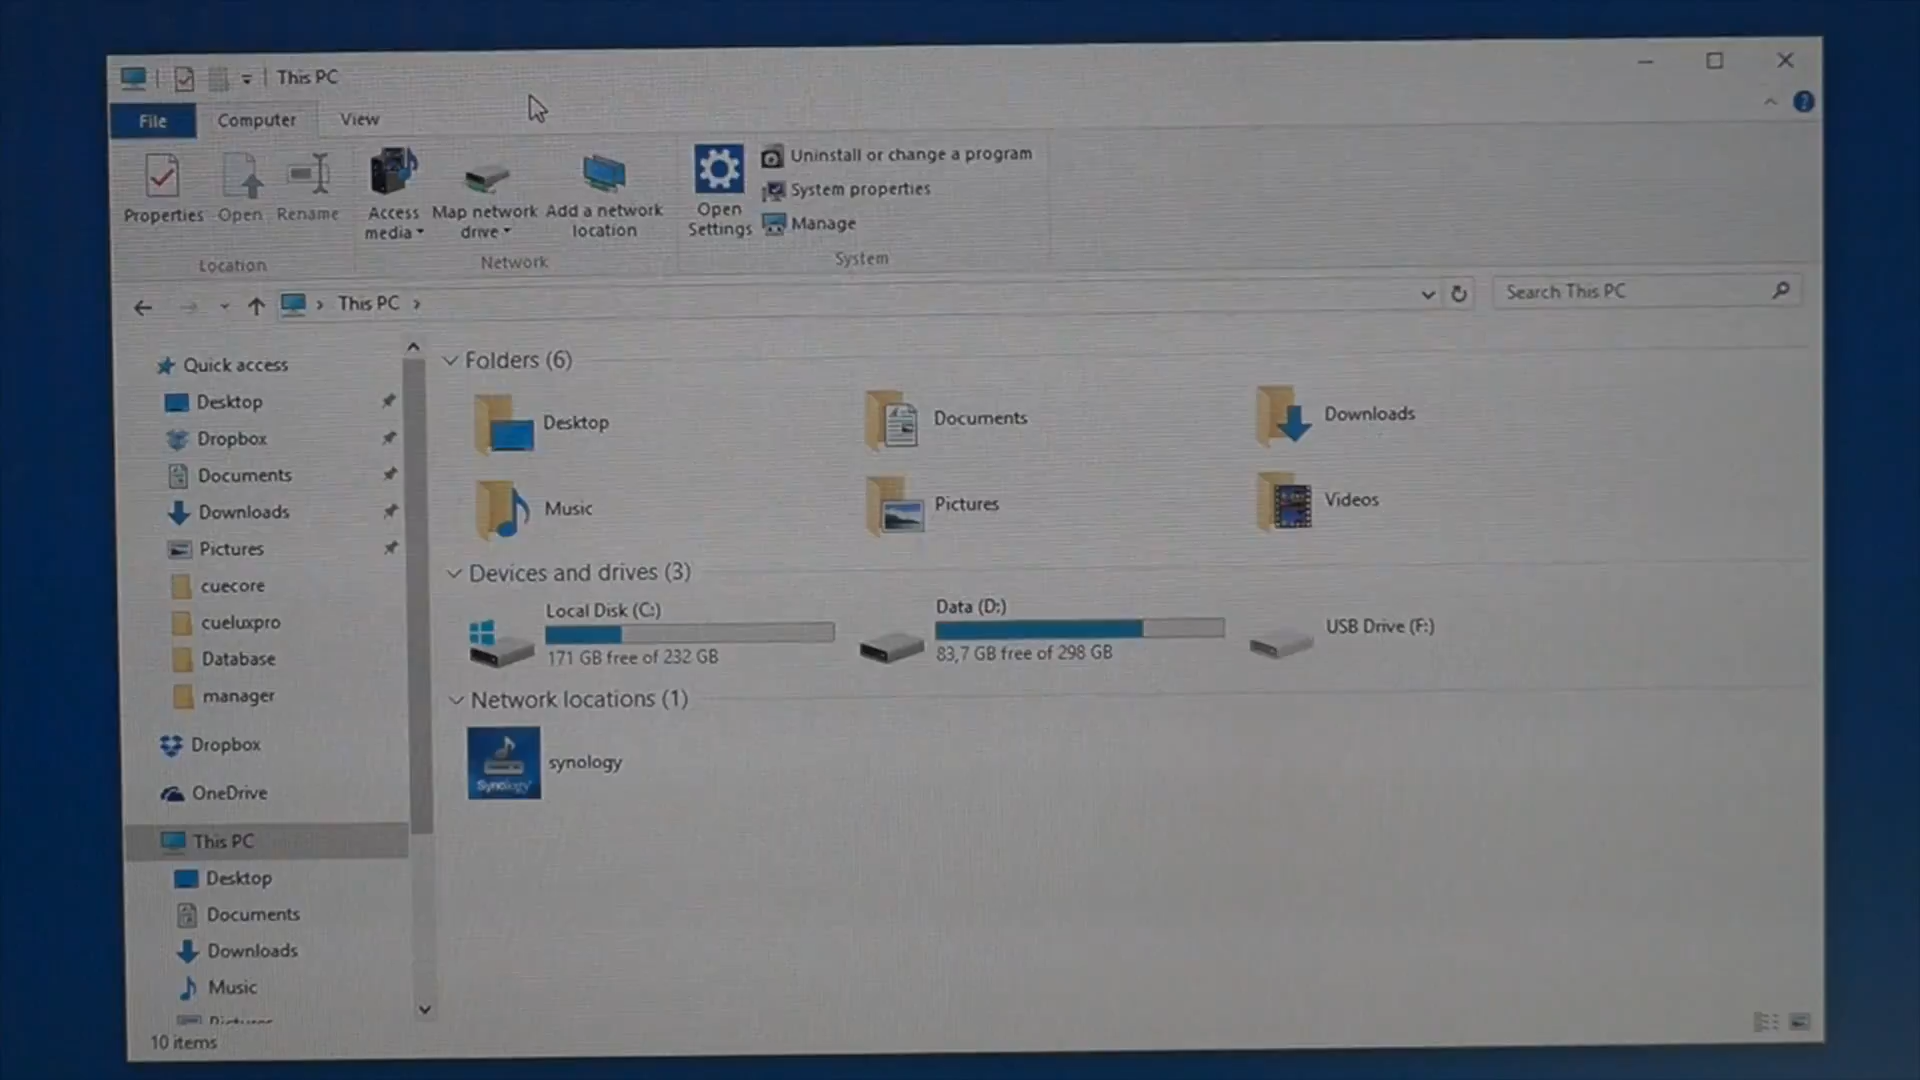 This PC
File
Computer
View
Properties
Open
Rename
Access
media
Map network
drive
Add a network
location
Open
Settings
Uninstall or change a program
System properties
Manage
Location
Network
System
This PC
Search This PC
Quick access
Desktop
Dropbox
Documents
Downloads
Pictures
cuecore
cueluxpro
Database
manager
Dropbox
OneDrive
This PC
Desktop
Documents
Downloads
Music
Pictures
10 items
Folders (6)
Desktop
Documents
Downloads
Music
Pictures
Videos
Devices and drives (3)
Local Disk (C:)
171 GB free of 232 GB
Data (D:)
83,7 GB free of 298 GB
USB Drive (F:)
Network locations (1)
Synology
synology